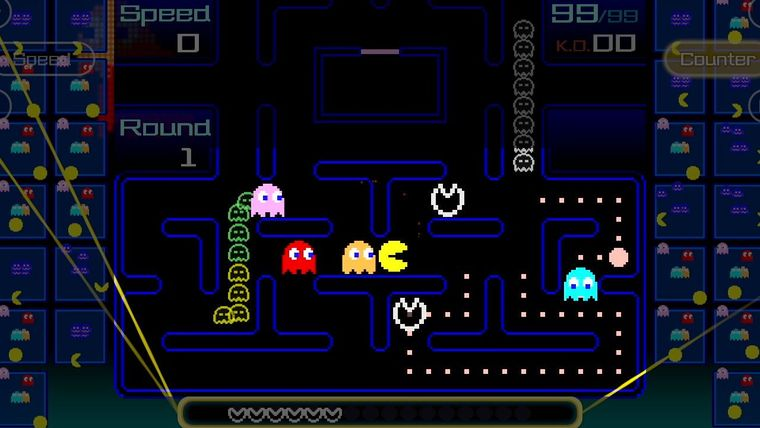 Speed
0
Speed
Round
1
99/99
K.O.00
Counter